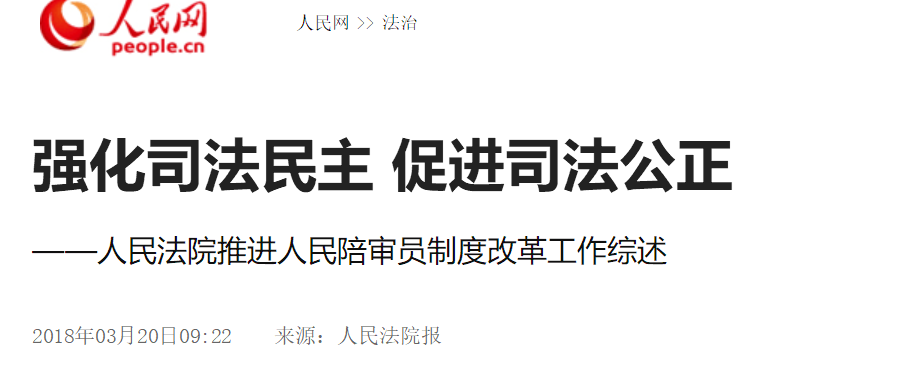 人民网
people.cn
人民网 >> 法治
强化司法民主 促进司法公正
——人民法院推进人民陪审员制度改革工作综述
2018年03月20日09:22 来源：人民法院报